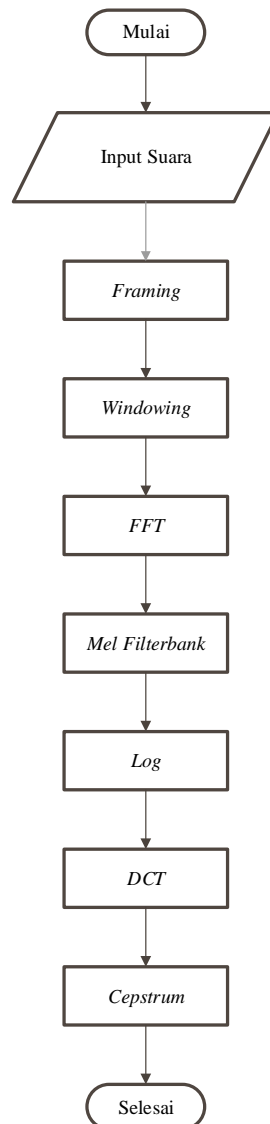 Mulai
Input Suara
Framing
Windowing
FFT
Mel Filterbank
Log
DCT
Cepstrum
Selesai